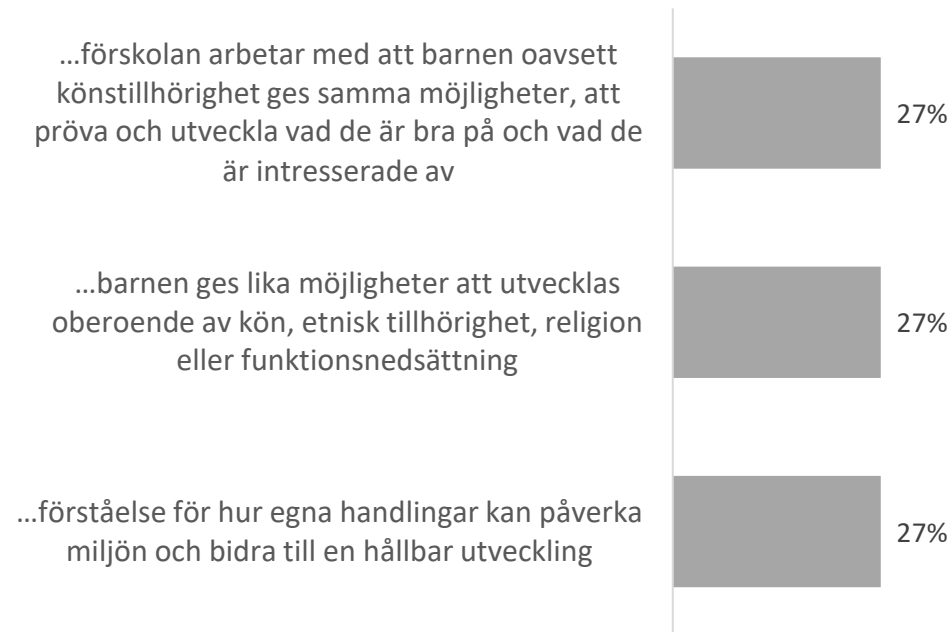 ...förskolan arbetar med att barnen oavsett
könstillhörighet ges samma möjligheter, att
pröva och utveckla vad de är bra på och vad de
är intresserade av
27%
...barnen ges lika möjligheter att utvecklas
oberoende av kön, etnisk tillhörighet, religion
eller funktionsnedsättning
27%
...förståelse för hur egna handlingar kan påverka
miljön och bidra till en hållbar utveckling
27%